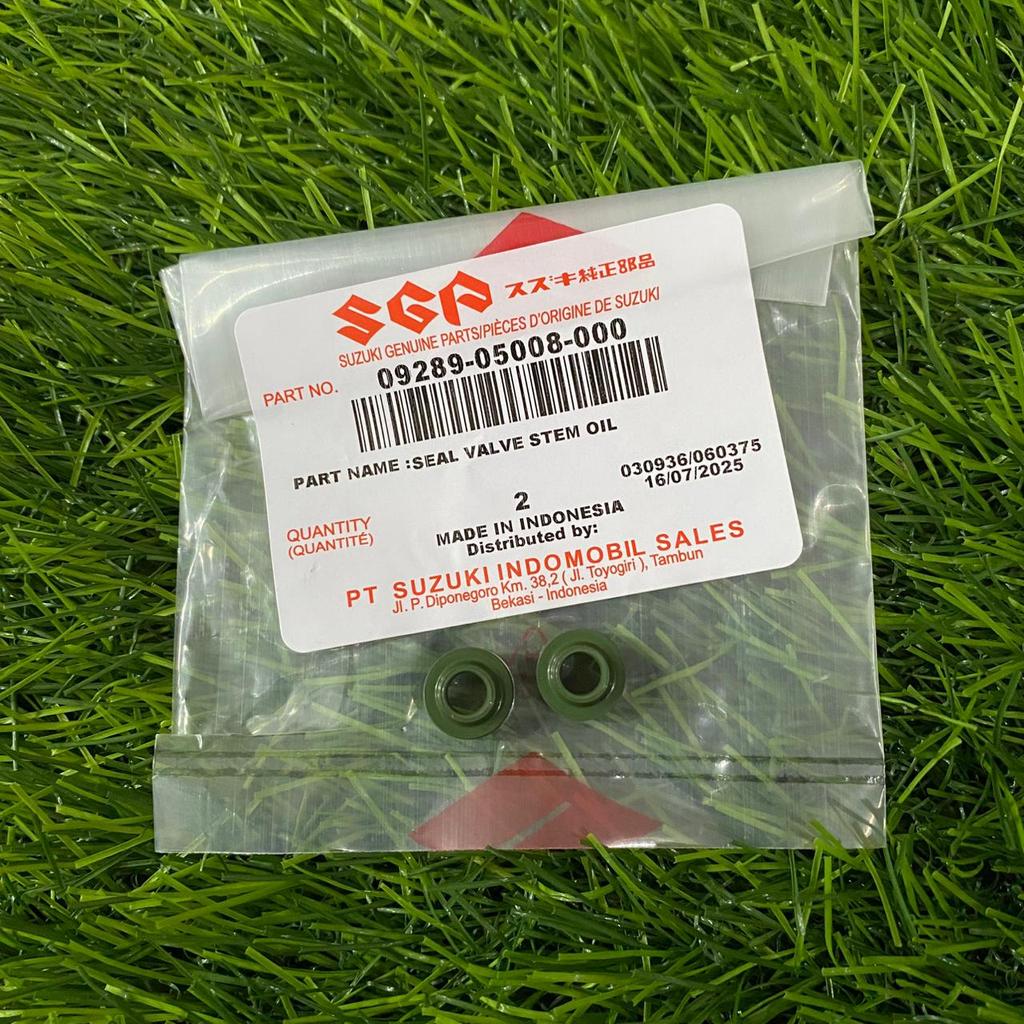 SGP スズキ純正部品
SUZUKI GENUINE PARTS/PIÈCES D'ORIGINE DE SUZUKI
PART NO. 09289-05008-000
PART NAME :SEAL VALVE STEM OIL
030936/060375
QUANTITY 2 16/07/2025
(QUANTITÉ) MADE IN INDONESIA
Distributed by:
PT SUZUKI INDOMOBIL SALES
Jl. P. Diponegoro Km. 38,2 ( Jl. Toyogiri ), Tambun
Bekasi - Indonesia